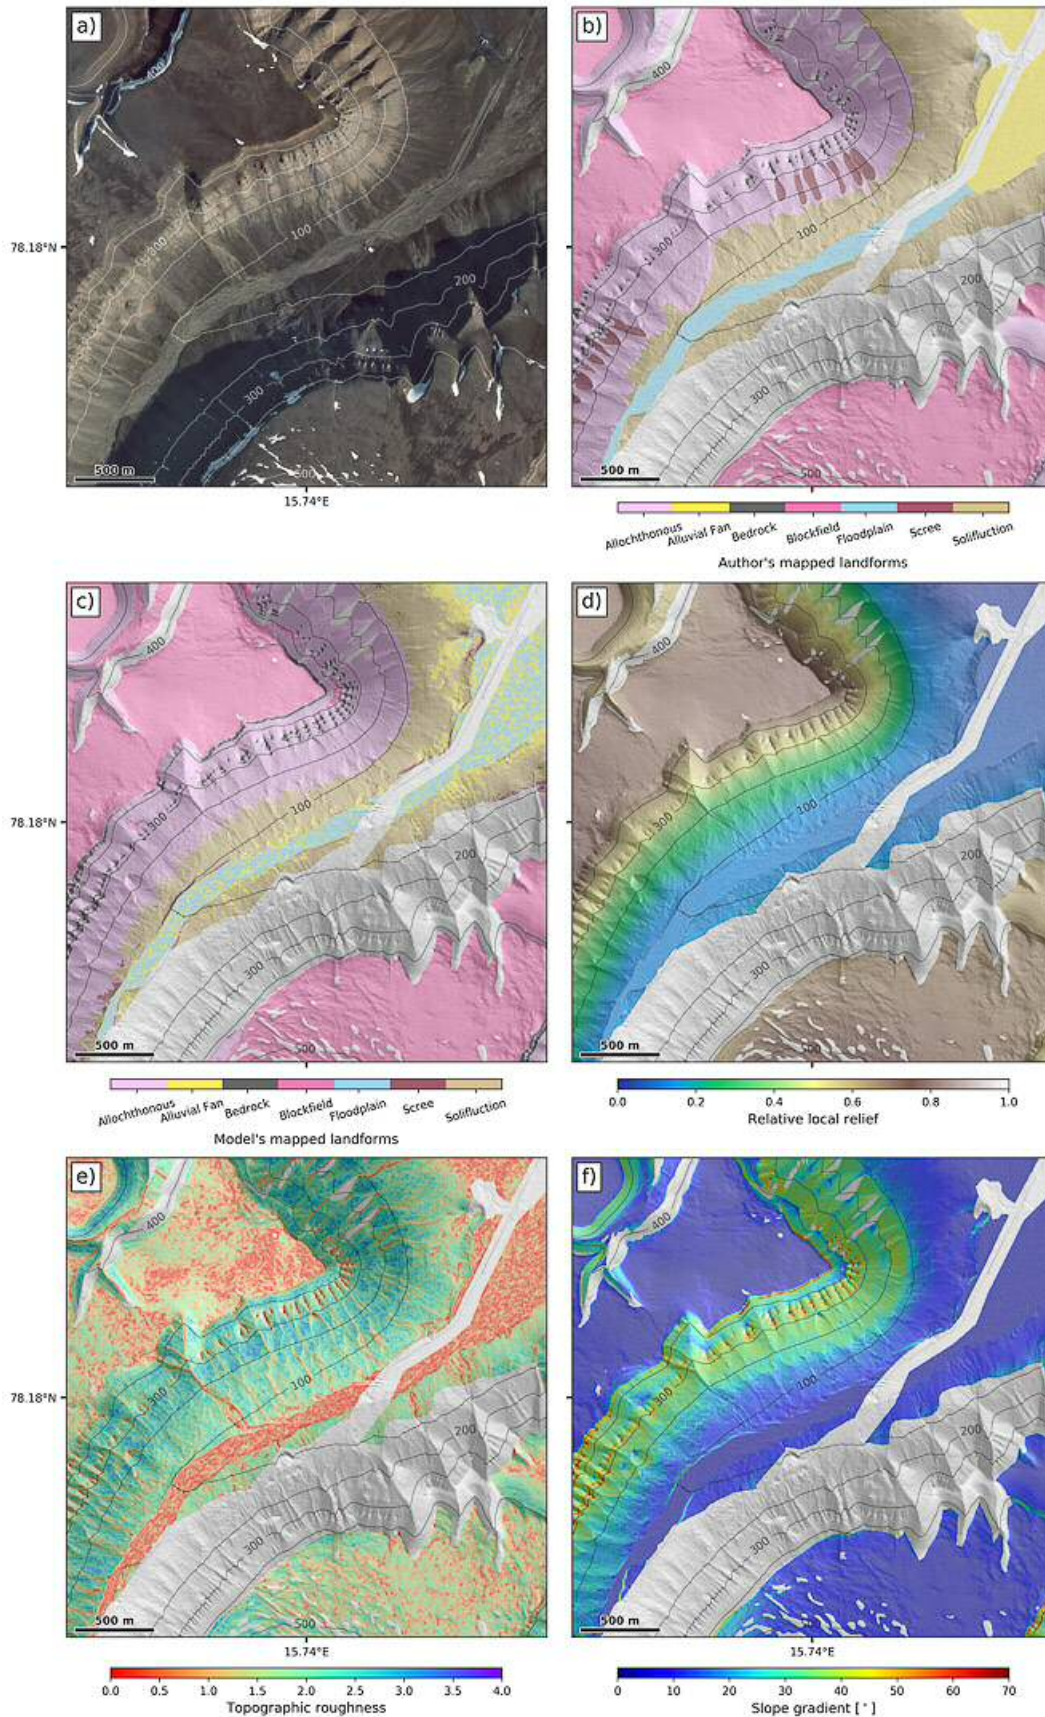 a)
400
78.18°N
100
300
200
300
500 m
500
15.74°E
b)
400
100
300
200
300
500 m
500
Allochthonous
Alluvial Fan
Bedrock
Blockfield
Floodplain
Scree
Solifluction
Author's mapped landforms
c)
400
78.18°N
100
300
200
300
500 m
500
Allochthonous
Alluvial Fan
Bedrock
Blockfield
Floodplain
Scree
Solifluction
Model's mapped landforms
d)
400
100
300
200
300
500 m
500
0.0 0.2 0.4 0.6 0.8 1.0
Relative local relief
e)
400
78.18°N
100
300
200
300
500 m
500
15.74°E
0.0 0.5 1.0 1.5 2.0 2.5 3.0 3.5 4.0
Topographic roughness
f)
400
100
300
200
300
500 m
500
15.74°E
0 10 20 30 40 50 60 70
Slope gradient [°]